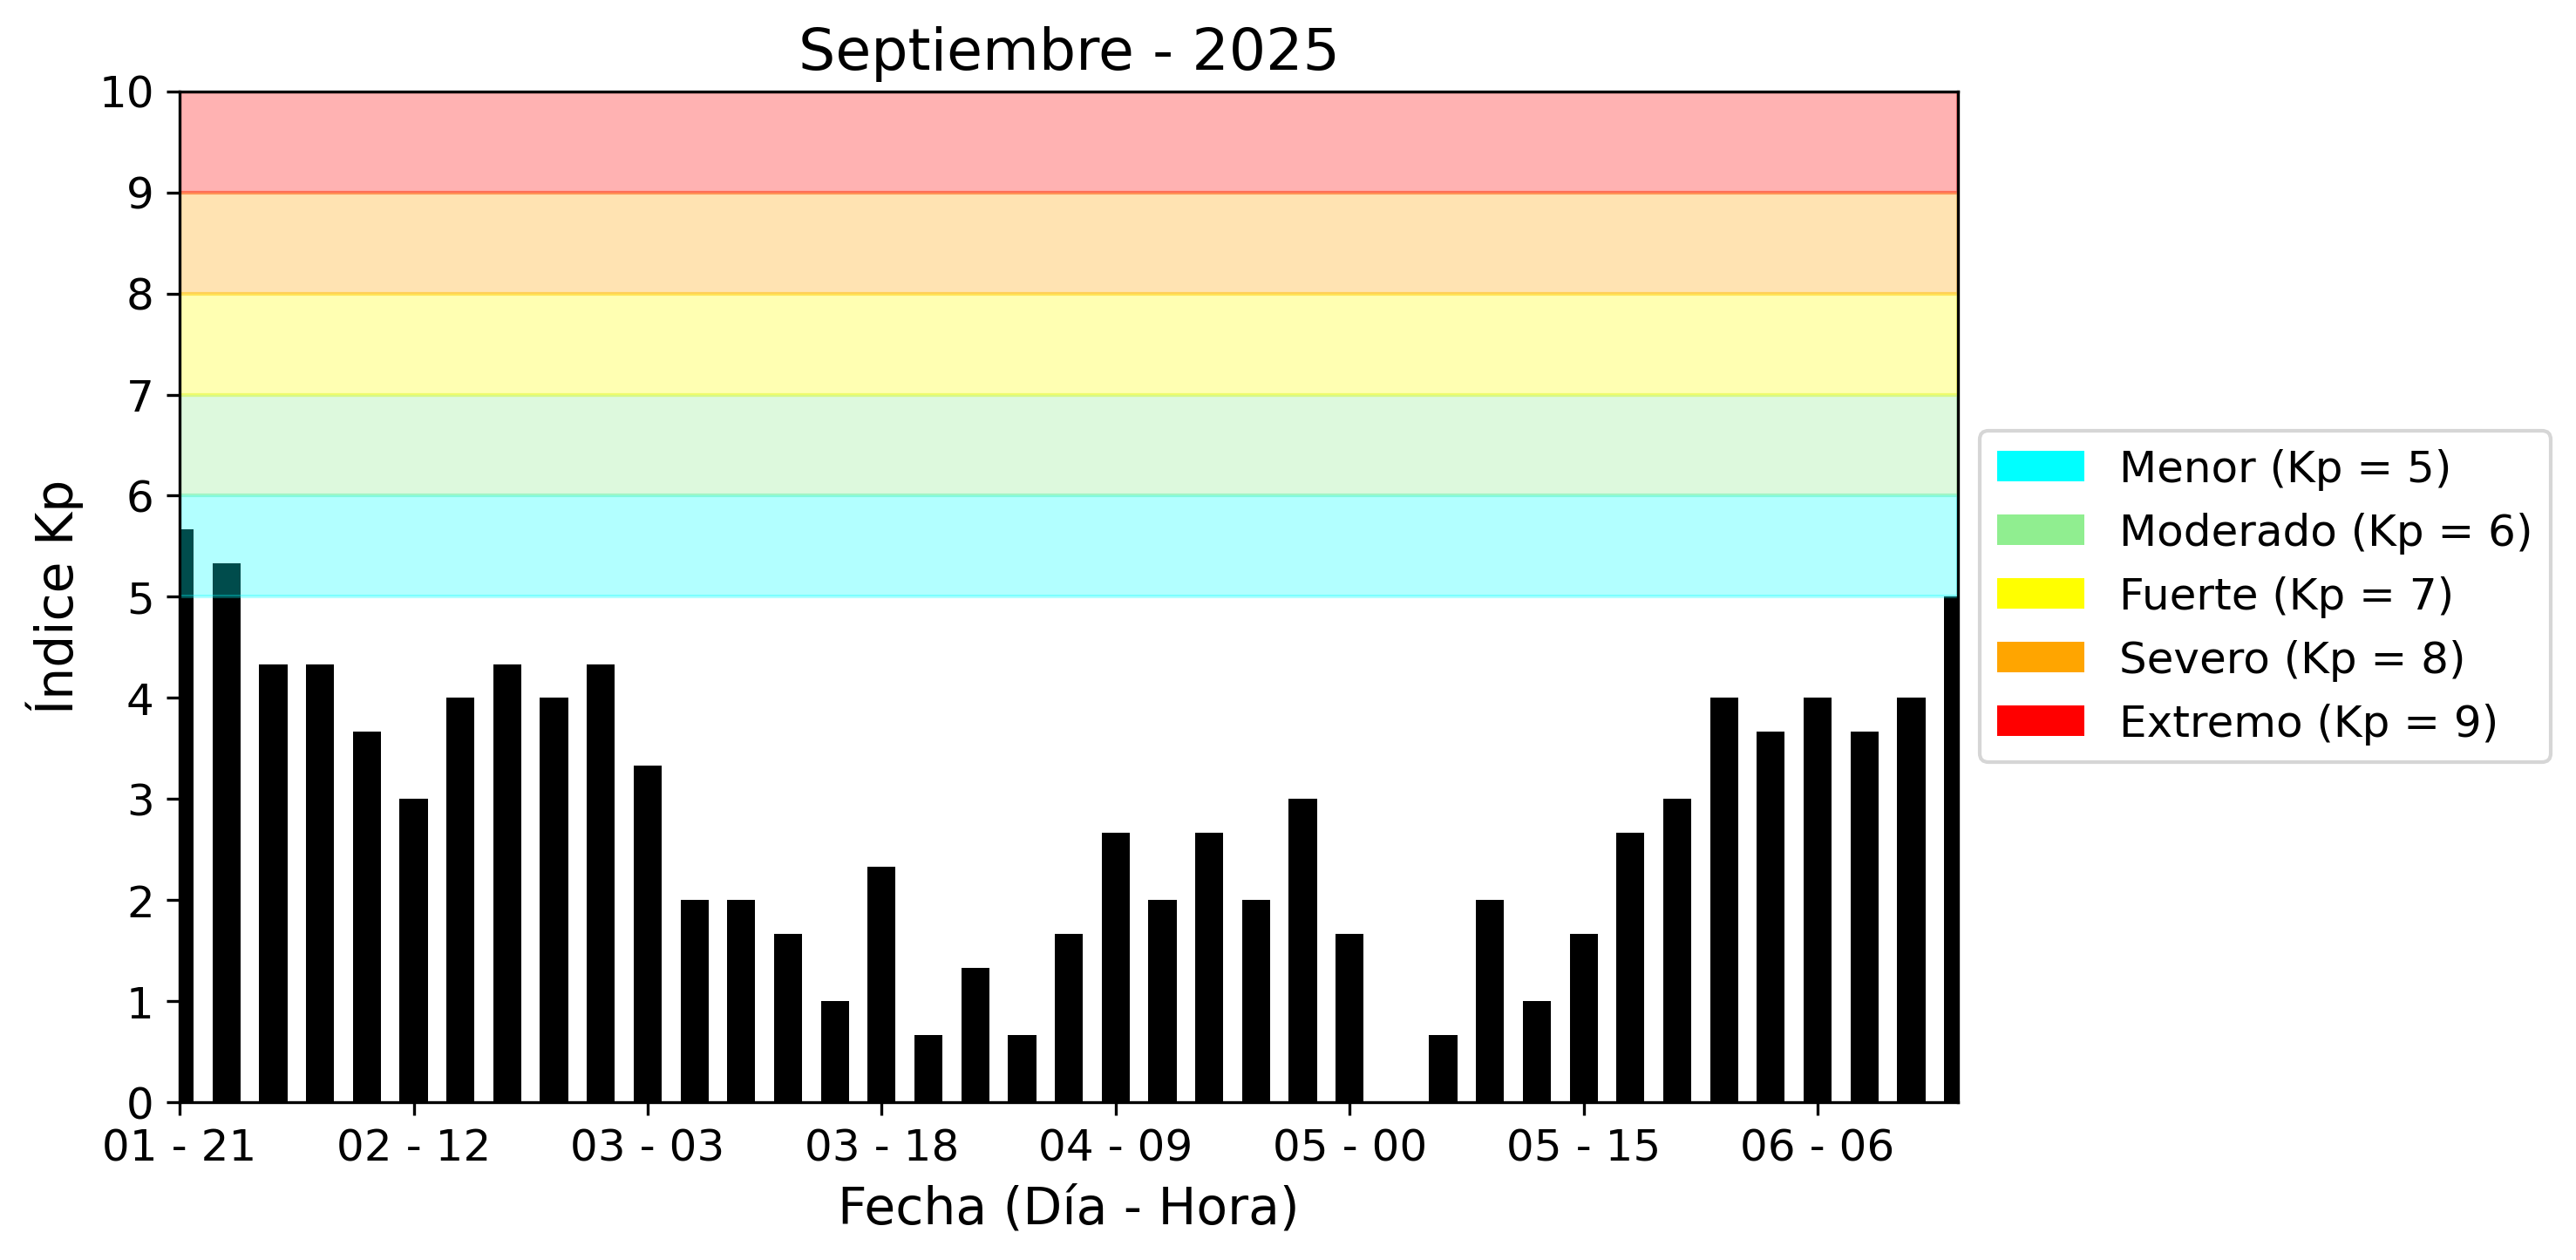 Septiembre - 2025
10
9
8
7
6
5
4
3
2
1
0
Índice Kp
01 - 21
02 - 12
03 - 03
03 - 18
04 - 09
05 - 00
05 - 15
06 - 06
Fecha (Día - Hora)
Menor (Kp = 5)
Moderado (Kp = 6)
Fuerte (Kp = 7)
Severo (Kp = 8)
Extremo (Kp = 9)